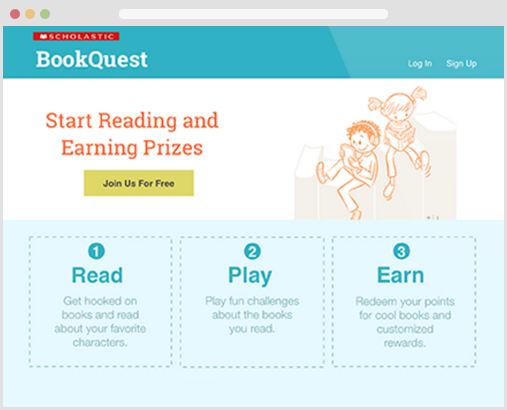 SCHOLASTIC
BookQuest
Log In Sign Up
Start Reading and
Earning Prizes
Join Us For Free
1
Read
Get hooked on
books and read
about your favorite
characters.
2
Play
Play fun challenges
about the books
you read.
3
Earn
Redeem your points
for cool books and
customized
rewards.